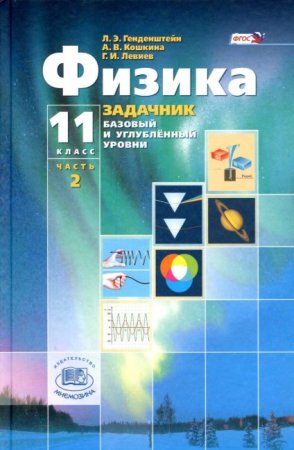 Л. Э. Генденштейн
А. В. Кошкина
Г. И. Левиев
ФГОС
Физика
ЗАДАЧНИК
БАЗОВЫЙ
И УГЛУБЛЁННЫЙ
УРОВНИ
11
КЛАСС
ЧАСТЬ
2
ИЗДАТЕЛЬСТВО
МНЕМОЗИНА